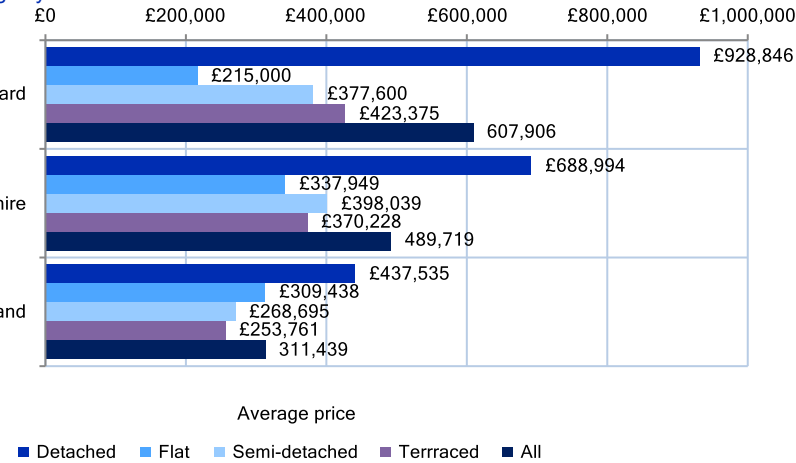 £0 £200,000 £400,000 £600,000 £800,000 £1,000,000
£928,846
£215,000
ard £377,600
£423,375
607,906
£688,994
£337,949
hire £398,039
£370,228
489,719
£437,535
£309,438
and £268,695
£253,761
311,439
Average price
Detached Flat Semi-detached Terrraced All